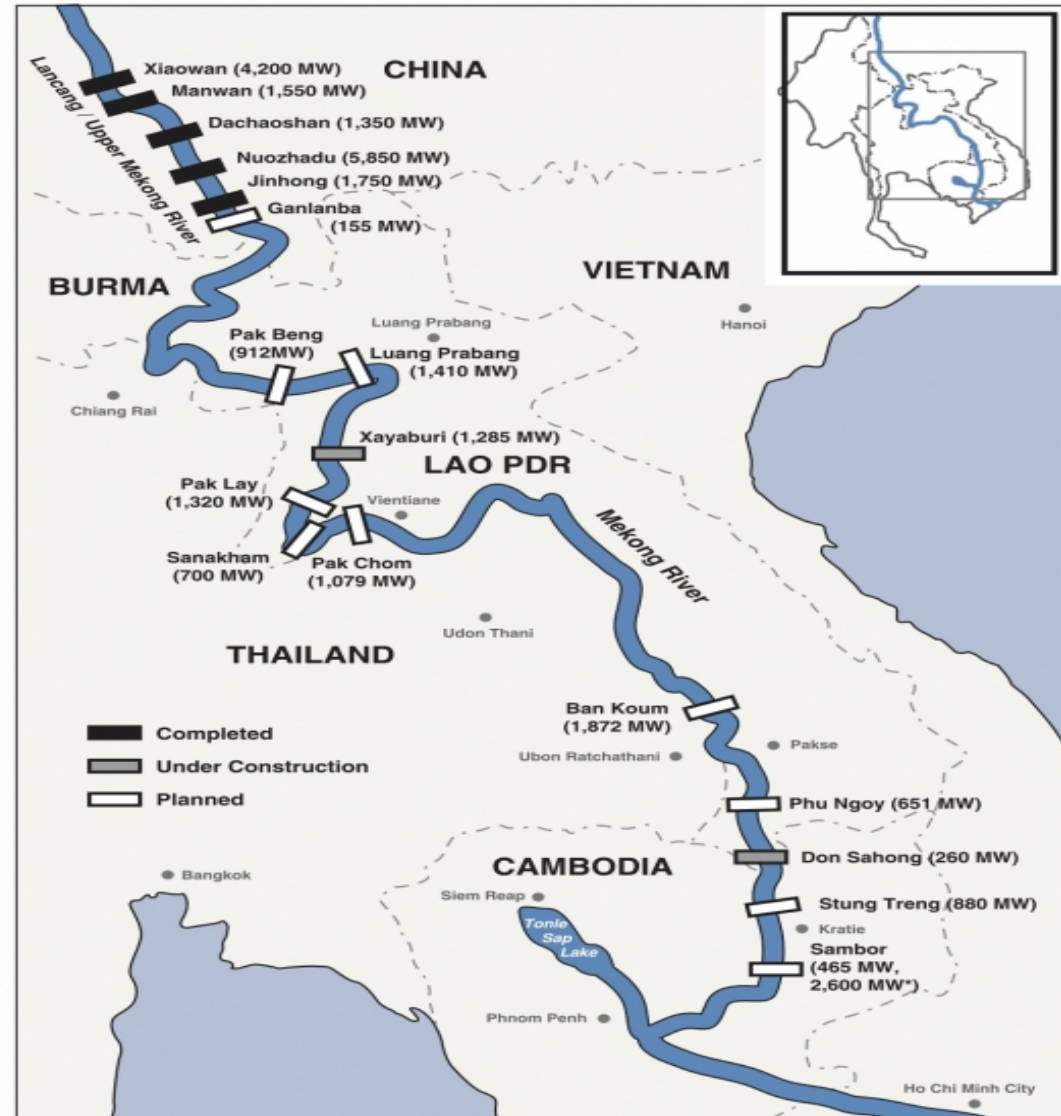 Xiaowan (4,200 MW)
CHINA
Manwan (1,550 MW)
Lancang / Upper Mekong River
Dachaoshan (1,350 MW)
Nuozhadu (5,850 MW)
Jinhong (1,750 MW)
Ganlanba
(155 MW)
BURMA
VIETNAM
Hanoi
Luang Prabang
Pak Beng
(912MW)
Luang Prabang
(1,410 MW)
Chiang Rai
Xayaburi (1,285 MW)
LAO PDR
Pak Lay
(1,320 MW)
Vientiane
Mekong River
Sanakham
(700 MW)
Pak Chom
(1,079 MW)
Udon Thani
THAILAND
Ban Koum
(1,872 MW)
Ubon Ratchathani
Pakse
Completed
Under Construction
Planned
Phu Ngoy (651 MW)
CAMBODIA
Don Sahong (260 MW)
Bangkok
Siem Reap
Stung Treng (880 MW)
Tonle
Sap
Lake
Kratie
Sambor
(465 MW,
2,600 MW*)
Phnom Penh
Ho Chi Minh City